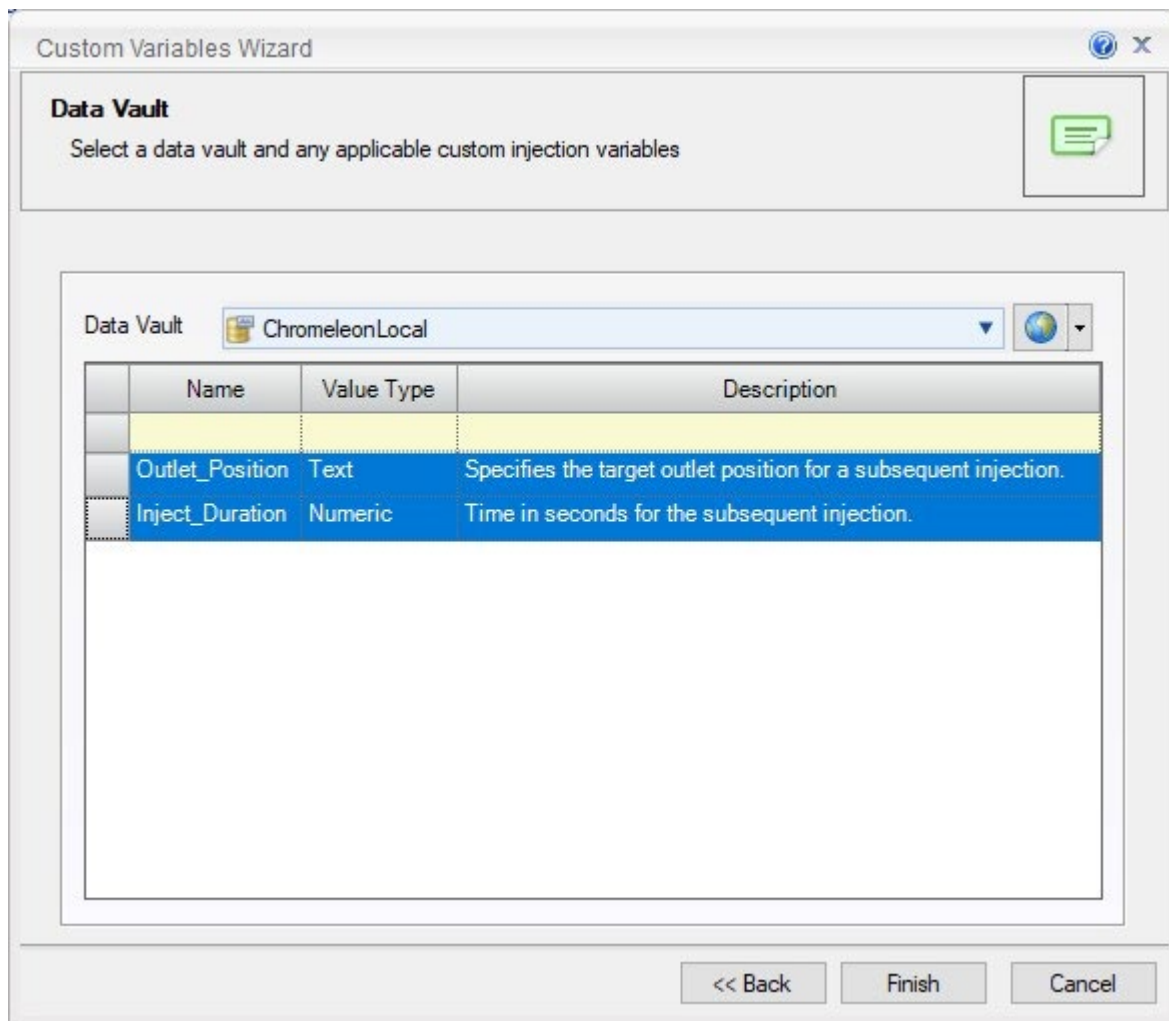 Custom Variables Wizard
Data Vault
Select a data vault and any applicable custom injection variables
Data Vault ChromeleonLocal
Name Value Type Description
Outlet_Position Text Specifies the target outlet position for a subsequent injection.
Inject_Duration Numeric Time in seconds for the subsequent injection.
<< Back Finish Cancel